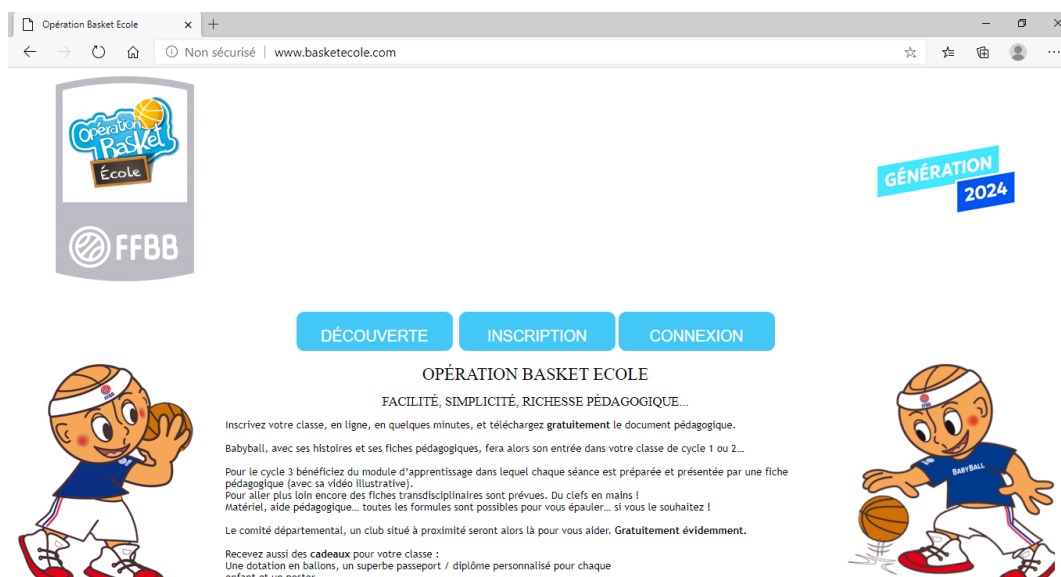 Opération Basket Ecole
Non sécurisé | www.basketecole.com
Opération
Basket
École
FFBB
GÉNÉRATION
2024
DÉCOUVERTE
INSCRIPTION
CONNEXION
OPÉRATION BASKET ECOLE
FACILITÉ, SIMPLICITÉ, RICHESSE PÉDAGOGIQUE...
Inscrivez votre classe, en ligne, en quelques minutes, et téléchargez gratuitement le document pédagogique.
Babyball, avec ses histoires et ses fiches pédagogiques, fera alors son entrée dans votre classe de cycle 1 ou 2...
Pour le cycle 3 bénéficiez du module d'apprentissage dans lequel chaque séance est préparée et présentée par une fiche
pédagogique (avec sa vidéo illustrative).
Pour aller plus loin encore des fiches transdisciplinaires sont prévues. Du clefs en mains !
Matériel, aide pédagogique... toutes les formules sont possibles pour vous épauler... si vous le souhaitez !
Le comité départemental, un club situé à proximité seront alors là pour vous aider. Gratuitement évidemment.
Recevez aussi des cadeaux pour votre classe :
Une dotation en ballons, un superbe passeport / diplôme personnalisé pour chaque
enfant et un poster
FFBB
FFBB
BABYBALL